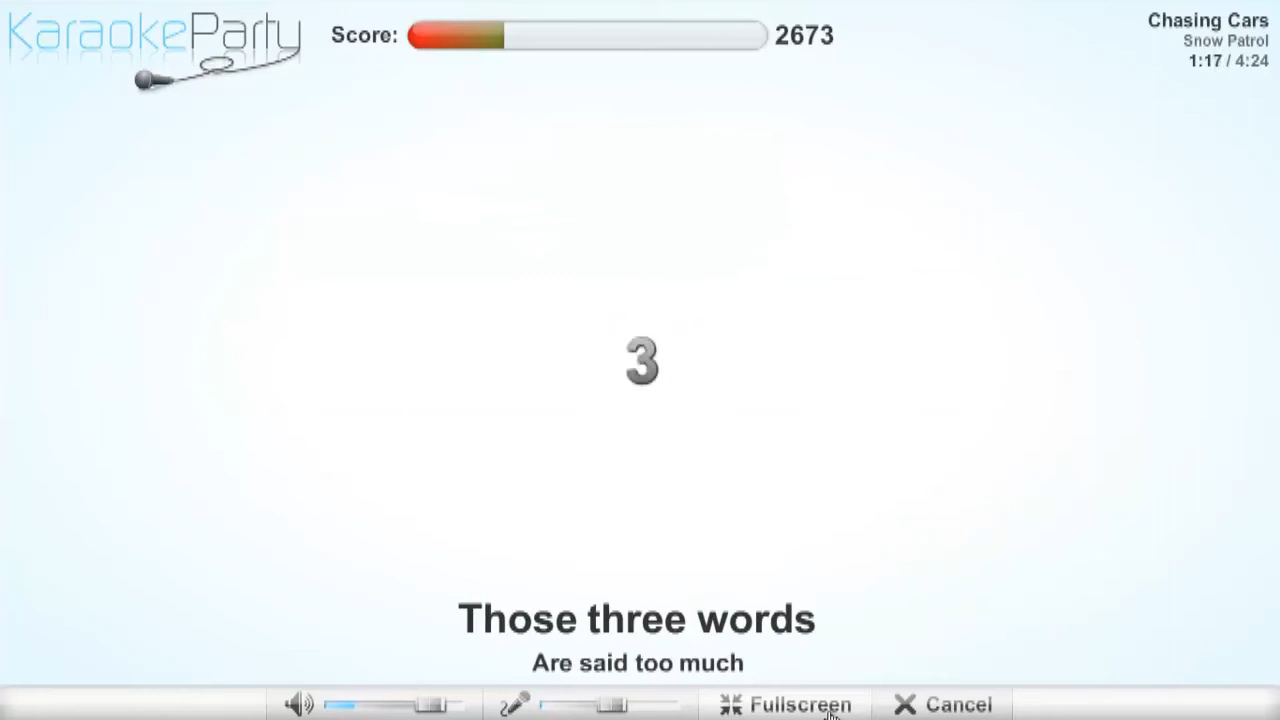 KaraokeParty
Score: 2673
Chasing Cars
Snow Patrol
1:17 / 4:24
3
Those three words
Are said too much
Fullscreen Cancel